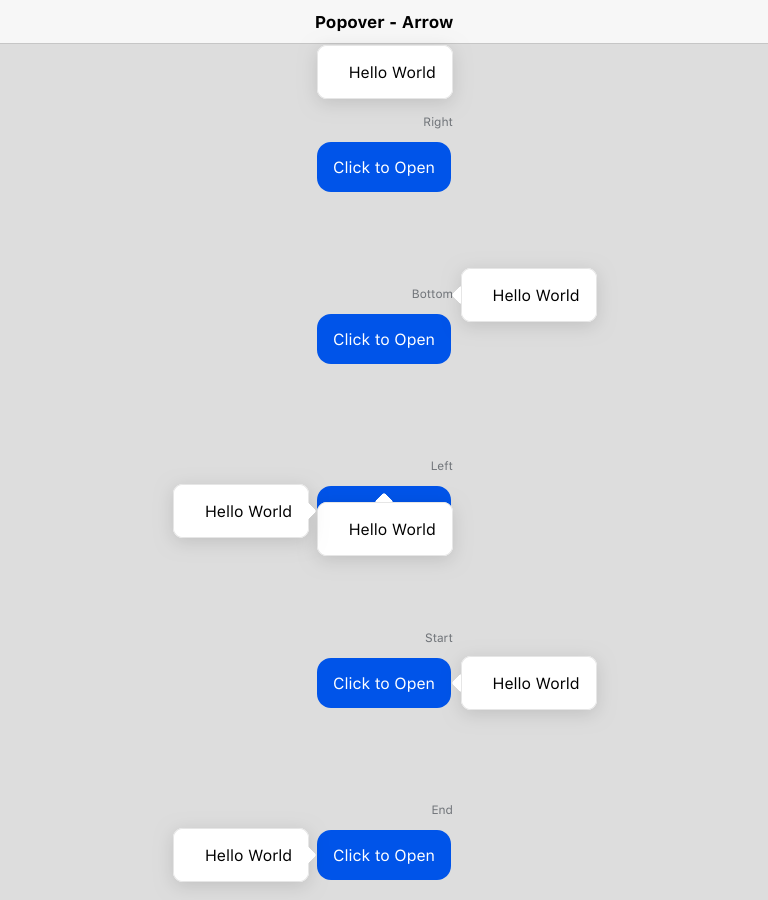 Popover - Arrow
Hello World
Right
Click to Open
Bottom
Hello World
Click to Open
Left
Hello World
Hello World
Start
Click to Open
Hello World
End
Hello World
Click to Open